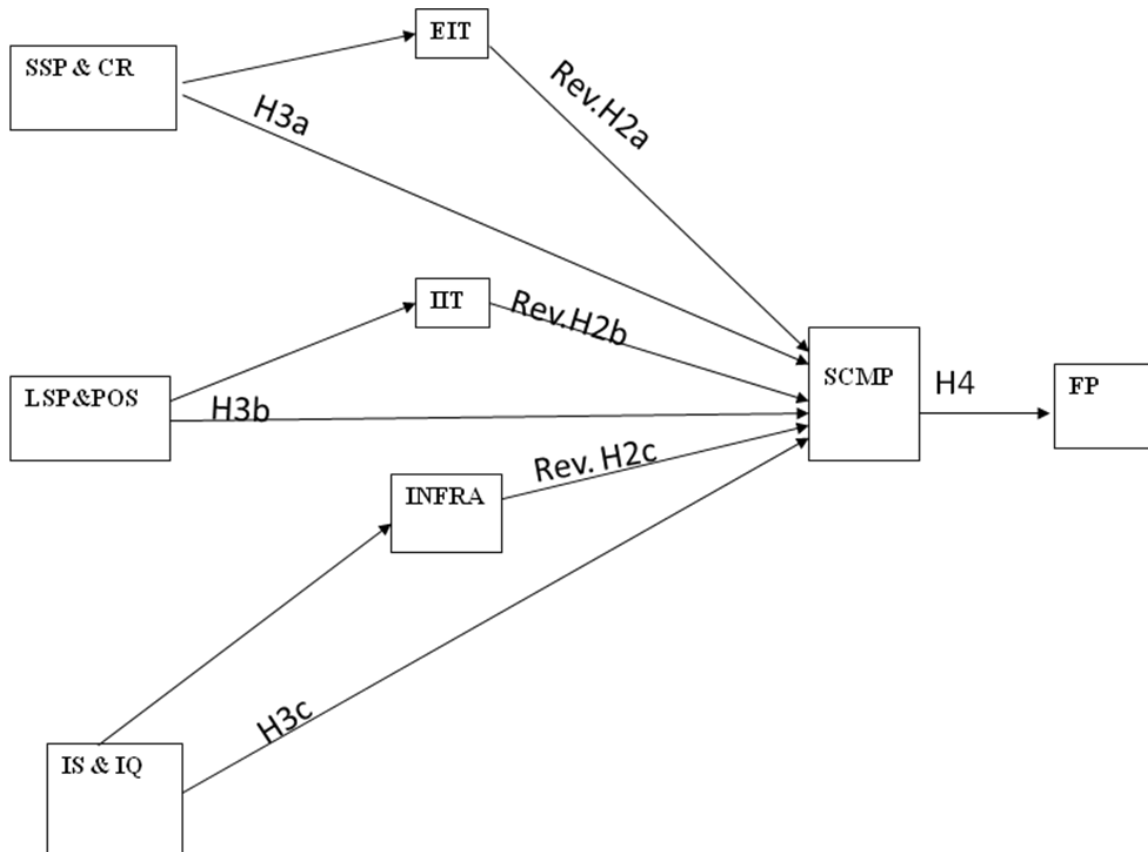 EIT
SSP & CR
Rev.H2a
H3a
IIT
Rev.H2b
SCMP
H4
FP
LSP&POS
H3b
Rev. H2c
INFRA
H3c
IS & IQ